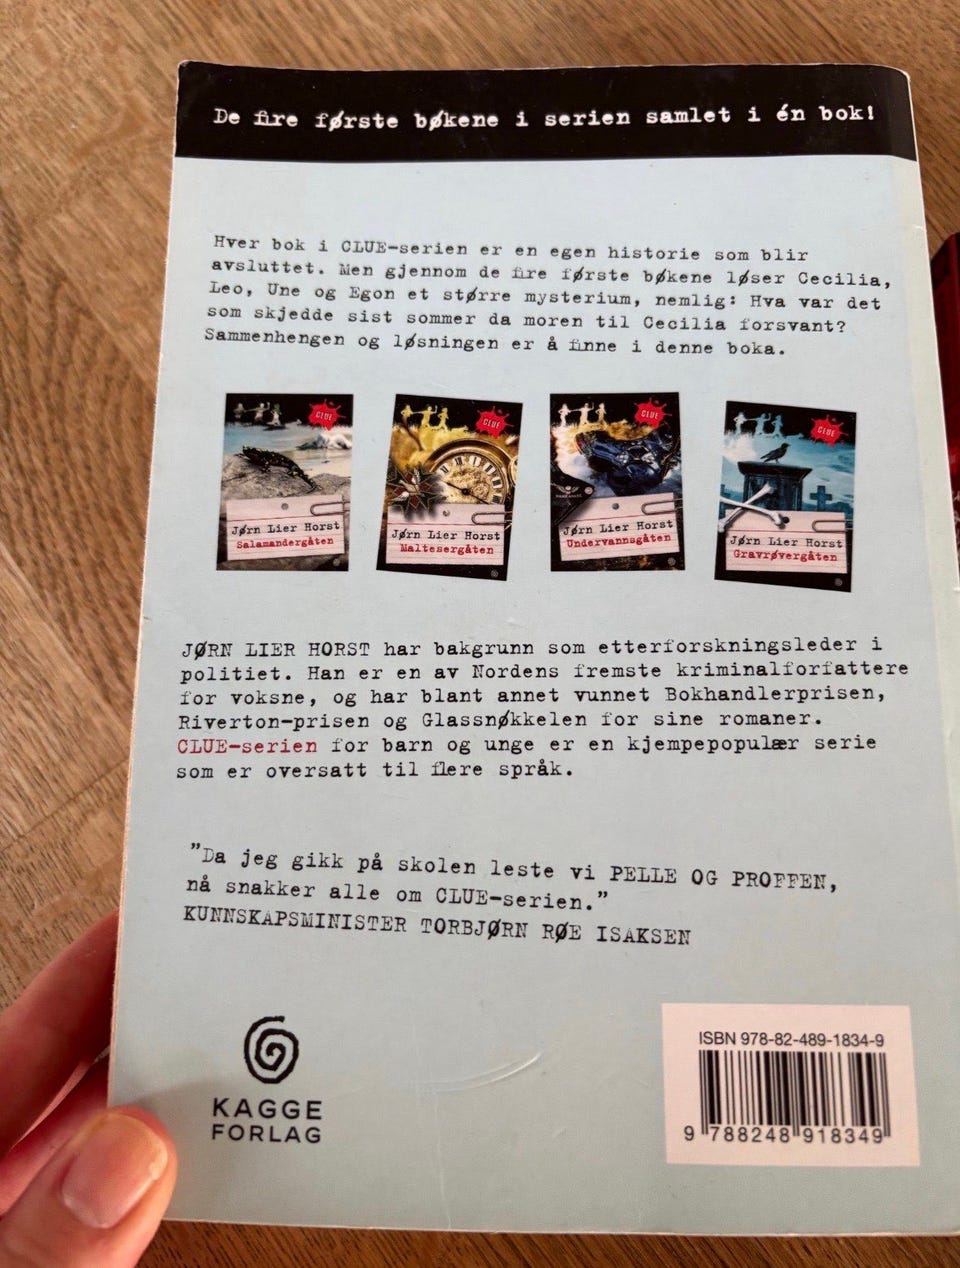 De fire første bøkene i serien samlet i én bok!
Hver bok i CLUE-serien er en egen historie som blir
avsluttet. Men gjennom de fire første bøkene løser Cecilia,
Leo, Une og Egon et større mysterium, nemlig: Hva var det
som skjedde sist sommer da moren til Cecilia forsvant?
Sammenhengen og løsningen er å finne i denne boka.
CLUE
Jørn Lier Horst
Salamandergåten
CLUE
Jørn Lier Horst
Maltesergåten
CLUE
Jørn Lier Horst
Undervannsgåten
CLUE
Jørn Lier Horst
Gravrøvergåten
JØRN LIER HORST har bakgrunn som etterforskningsleder i
politiet. Han er en av Nordens fremste kriminalforfattere
for voksne, og har blant annet vunnet Bokhandlerprisen,
Riverton-prisen og Glassnøkkelen for sine romaner.
CLUE-serien for barn og unge er en kjempepopulær serie
som er oversatt til flere språk.
"Da jeg gikk på skolen leste vi PELLE OG PROFFEN,
nå snakker alle om CLUE-serien."
KUNNSKAPSMINISTER TORBJØRN RØE ISAKSEN
KAGGE
FORLAG
ISBN 978-82-489-1834-9
9 788248 918349